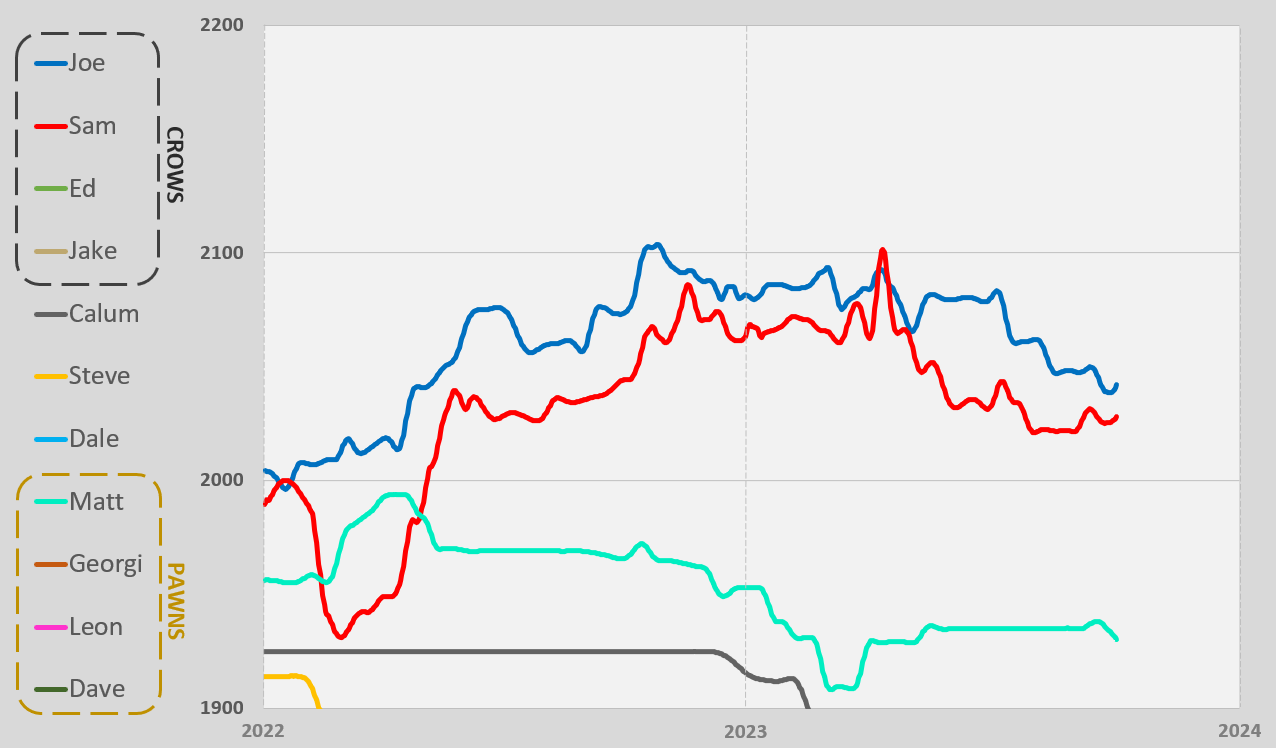 Joe
Sam
Ed
Jake
CROWS
Calum
Steve
Dale
Matt
Georgi
Leon
Dave
PAWNS
2200
2100
2000
1900
2022
2023
2024